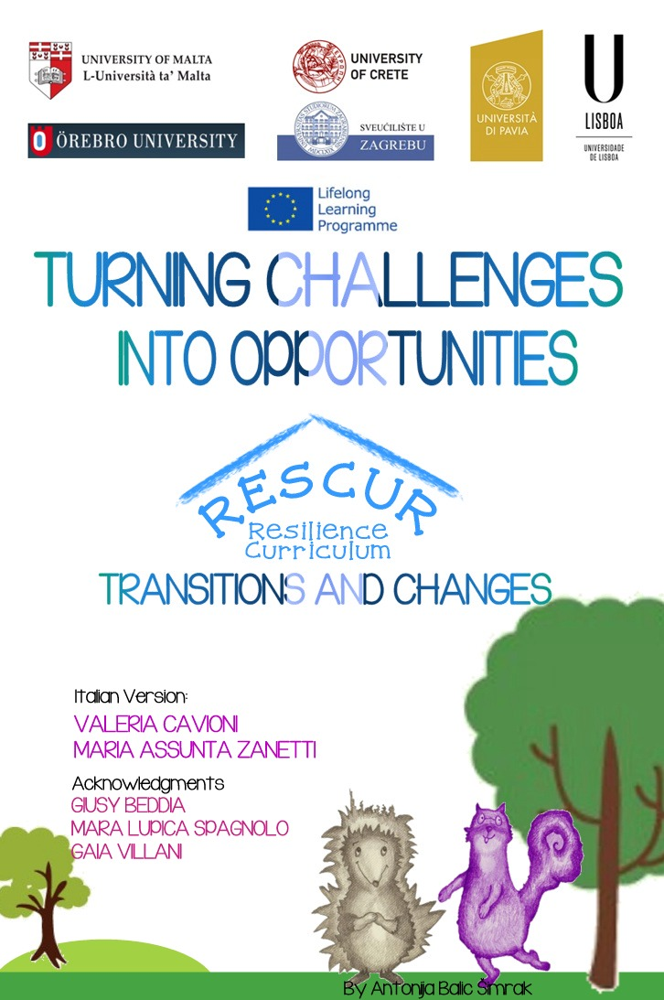 UNIVERSITY OF MALTA
L-Università ta' Malta
UNIVERSITY
OF CRETE
UNIVERSITÀ
DI PAVIA
U
LISBOA
UNIVERSIDADE
DE LISBOA
ÖREBRO UNIVERSITY
SVEUČILIŠTE U
ZAGREBU
Lifelong
Learning
Programme
TURNING CHALLENGES
INTO OPPORTUNITIES
RESCUR
Resilience
Curriculum
TRANSITIONS AND CHANGES
Italian Version:
VALERIA CAVIONI
MARIA ASSUNTA ZANETTI
Acknowledgments
GIUSY BEDDIA
MARA LUPICA SPAGNOLO
GAIA VILLANI
By Antonija Balic Šimrak